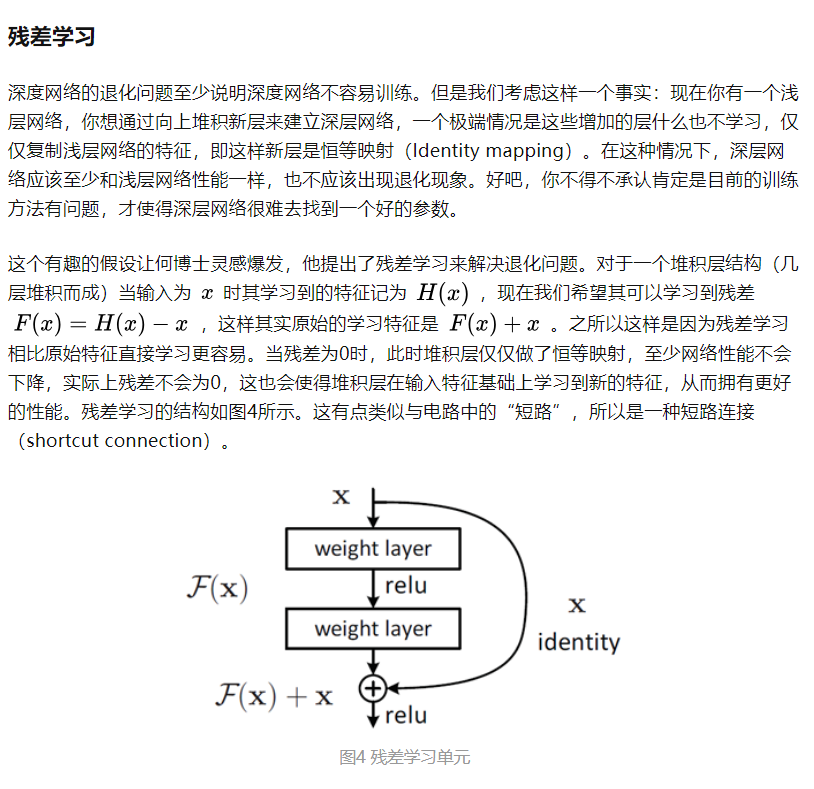 残差学习
深度网络的退化问题至少说明深度网络不容易训练。但是我们考虑这样一个事实：现在你有一个浅
层网络，你想通过向上堆积新层来建立深层网络，一个极端情况是这些增加的层什么也不学习，仅
仅复制浅层网络的特征，即这样新层是恒等映射（Identity mapping）。在这种情况下，深层网
络应该至少和浅层网络性能一样，也不应该出现退化现象。好吧，你不得不承认肯定是目前的训练
方法有问题，才使得深层网络很难去找到一个好的参数。
这个有趣的假设让何博士灵感爆发，他提出了残差学习来解决退化问题。对于一个堆积层结构（几
层堆积而成）当输入为 x 时其学习到的特征记为 H(x) ，现在我们希望其可以学习到残差
F(x) = H(x) − x ，这样其实原始的学习特征是 F(x) + x 。之所以这样是因为残差学习
相比原始特征直接学习更容易。当残差为0时，此时堆积层仅仅做了恒等映射，至少网络性能不会
下降，实际上残差不会为0，这也会使得堆积层在输入特征基础上学习到新的特征，从而拥有更好
的性能。残差学习的结构如图4所示。这有点类似与电路中的“短路”，所以是一种短路连接
（shortcut connection）。
x
weight layer
F(x)
relu
x
weight layer
identity
F(x) + x
relu
图4 残差学习单元